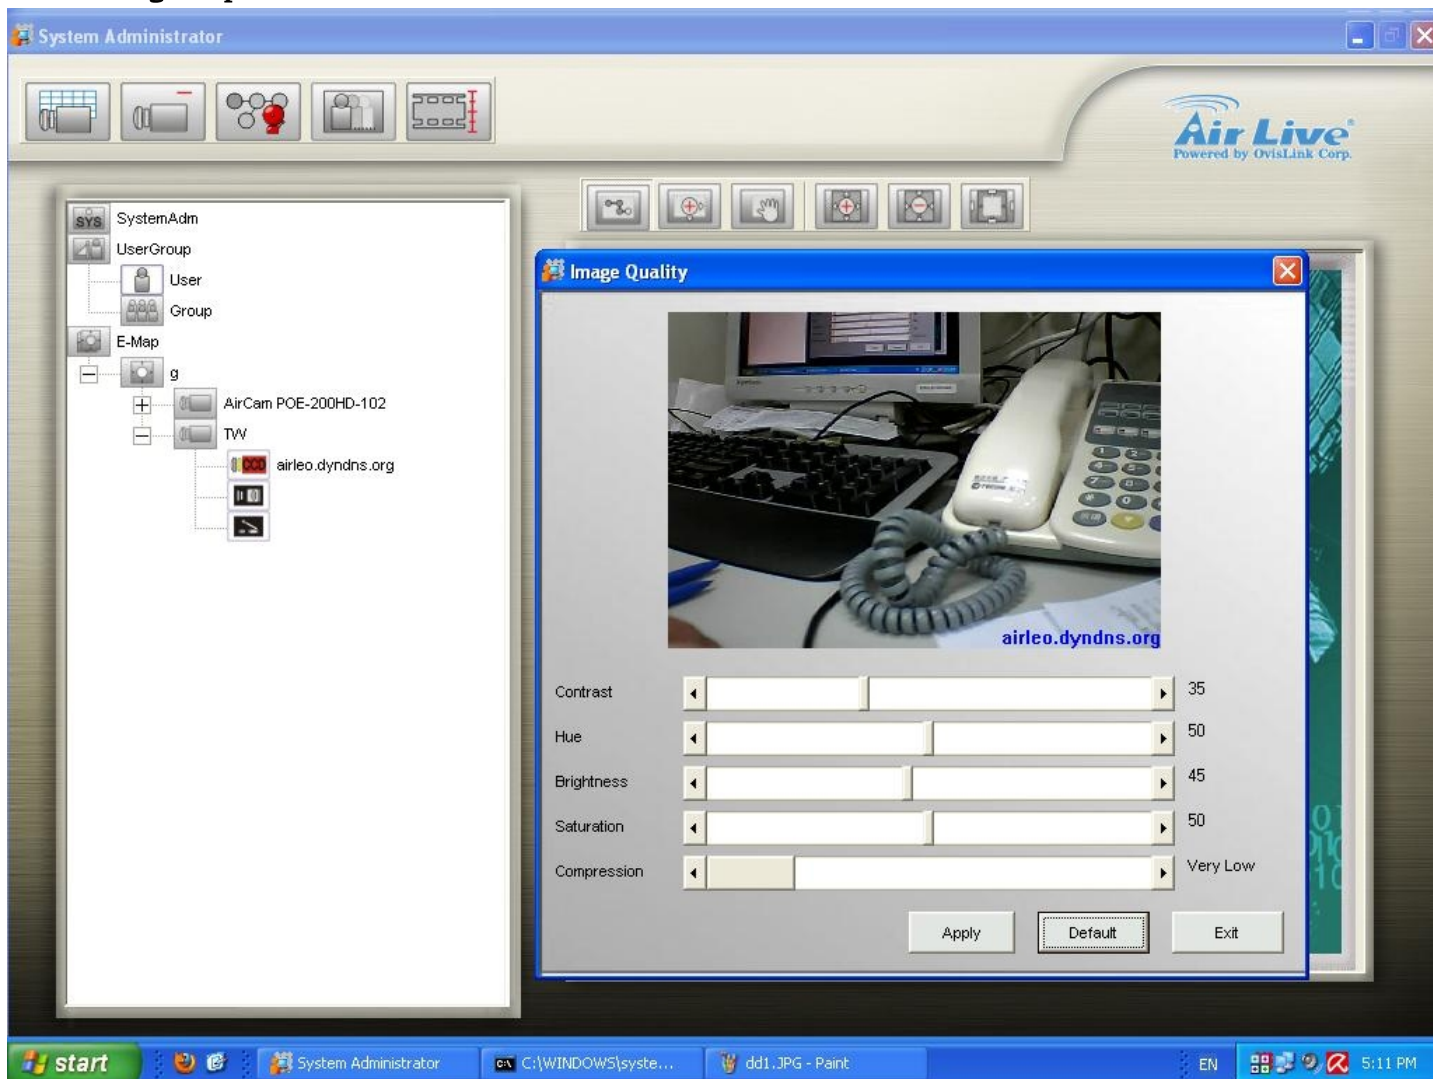 System Administrator
Air Live
Powered by OvisLink Corp.
SYS SystemAdm
UserGroup
User
Group
E-Map
g
AirCam POE-200HD-102
TW
CCD airleo.dyndns.org
Image Quality
airleo.dyndns.org
Contrast 35
Hue 50
Brightness 45
Saturation 50
Compression Very Low
Apply Default Exit
start System Administrator C:\WINDOWS\syste... dd1.JPG - Paint EN 5:11 PM